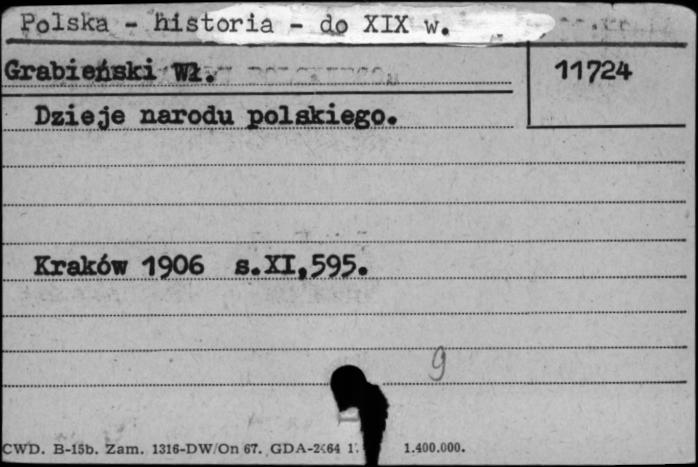 Polska - historia - do XIX w.
Grabieński Wł.
11724
Dzieje narodu polskiego.
Kraków 1906 s.XI,595.
9
CWD. B-15b. Zam. 1316-DW/On 67. GDA-2 64 1.400.000.